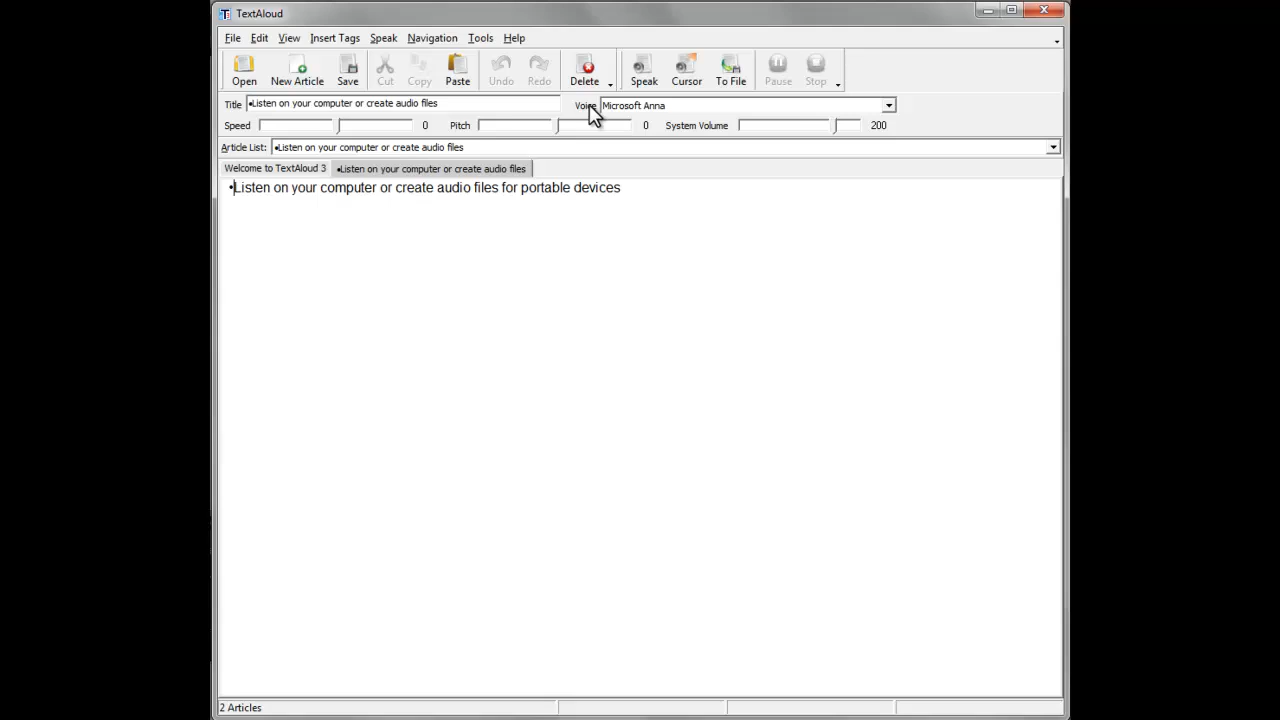 TextAloud
File Edit View Insert Tags Speak Navigation Tools Help
Open New Article Save Cut Copy Paste Undo Redo Delete Speak Cursor To File Pause Stop
Title •Listen on your computer or create audio files Voice Microsoft Anna
Speed 0 Pitch 0 System Volume 200
Article List: •Listen on your computer or create audio files
Welcome to TextAloud 3 •Listen on your computer or create audio files
•Listen on your computer or create audio files for portable devices
2 Articles